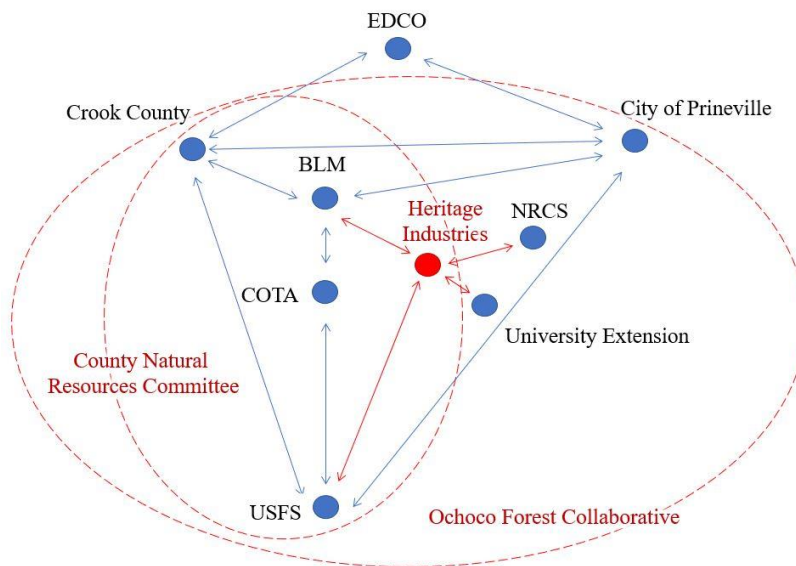 EDCO
Crook County
City of Prineville
BLM
Heritage
Industries
NRCS
COTA
University Extension
County Natural
Resources Committee
USFS
Ochoco Forest Collaborative